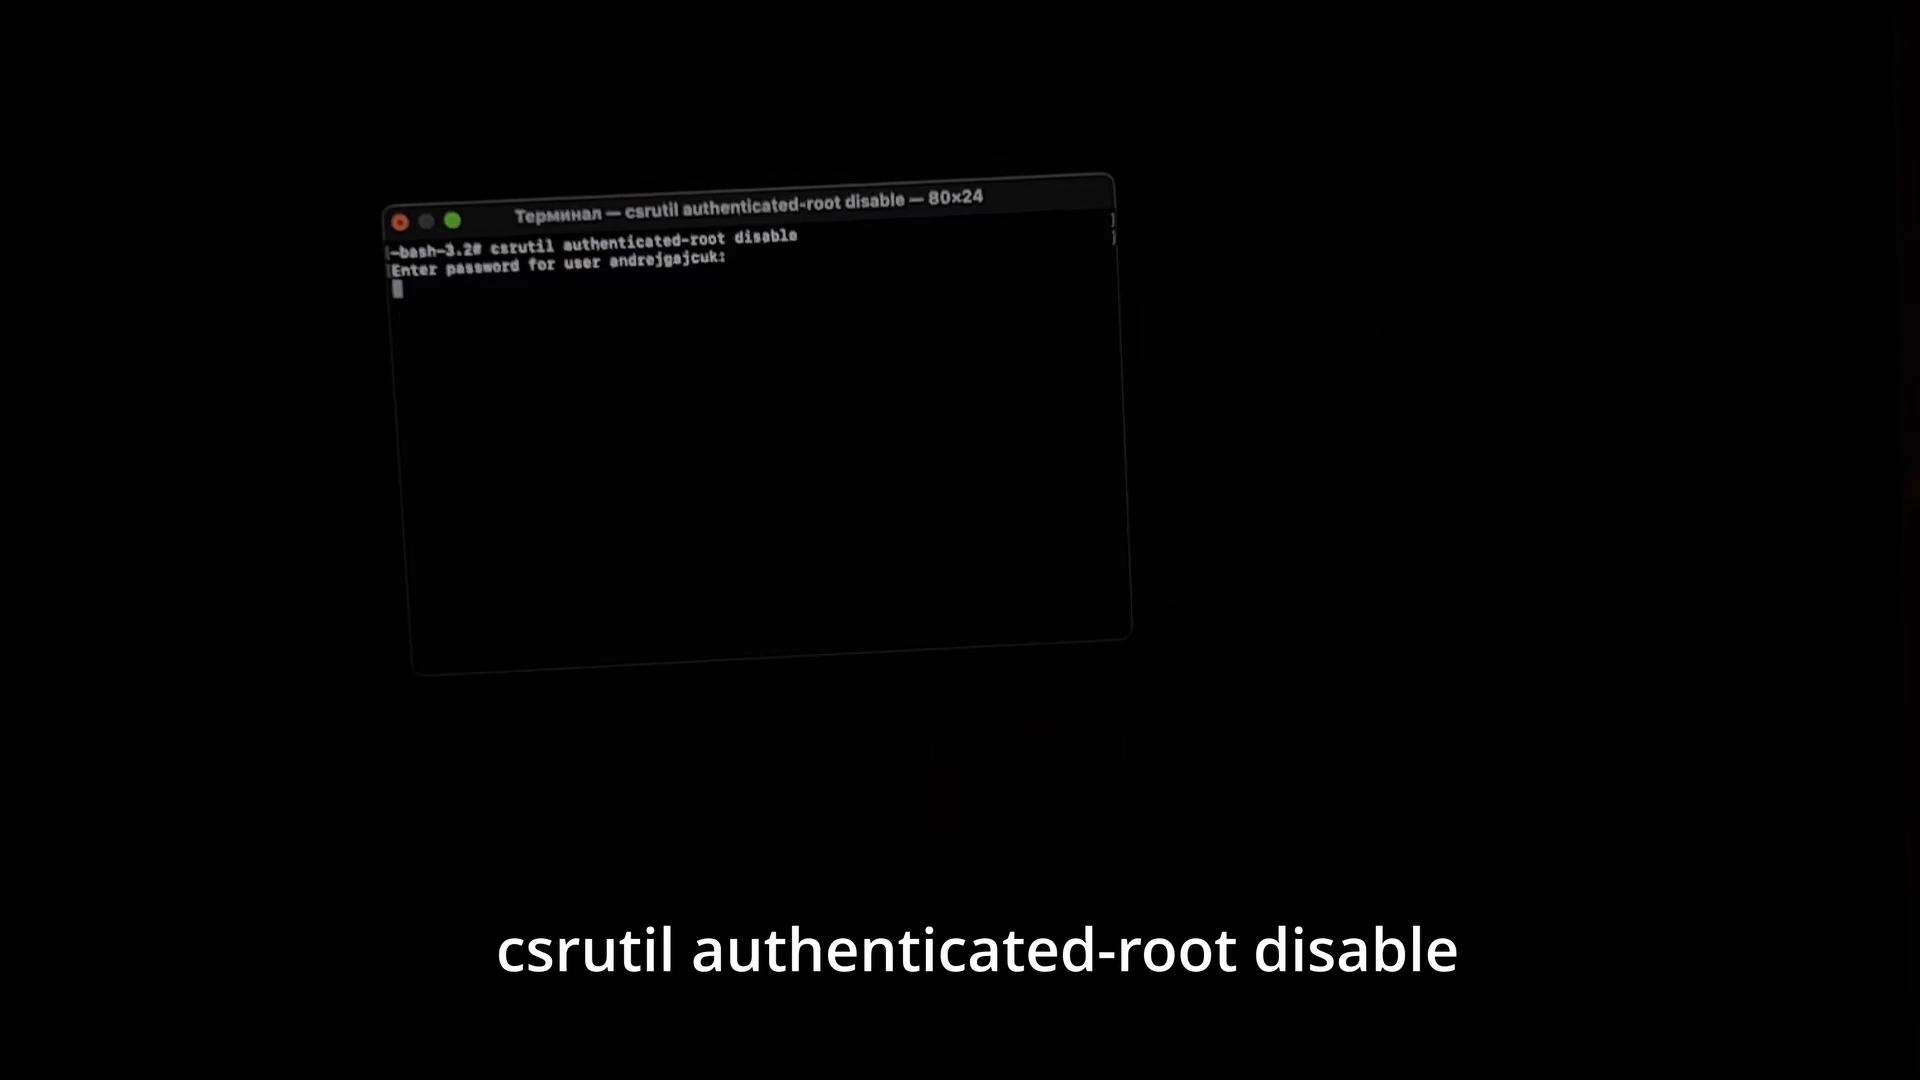 Терминал — csrutil authenticated-root disable — 80×24
-bash-3.2# csrutil authenticated-root disable
Enter password for user andrejgajcuk:
csrutil authenticated-root disable